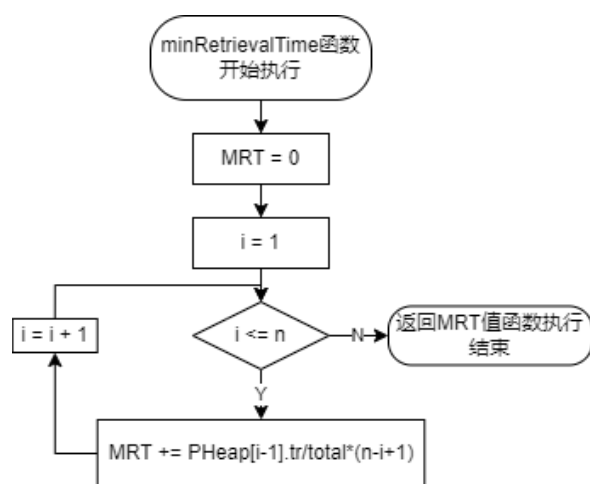 minRetrievalTime函数
开始执行
MRT = 0
i = 1
i <= n
N
返回MRT值函数执行
结束
Y
MRT += PHeap[i-1].tr/total*(n-i+1)
i = i + 1